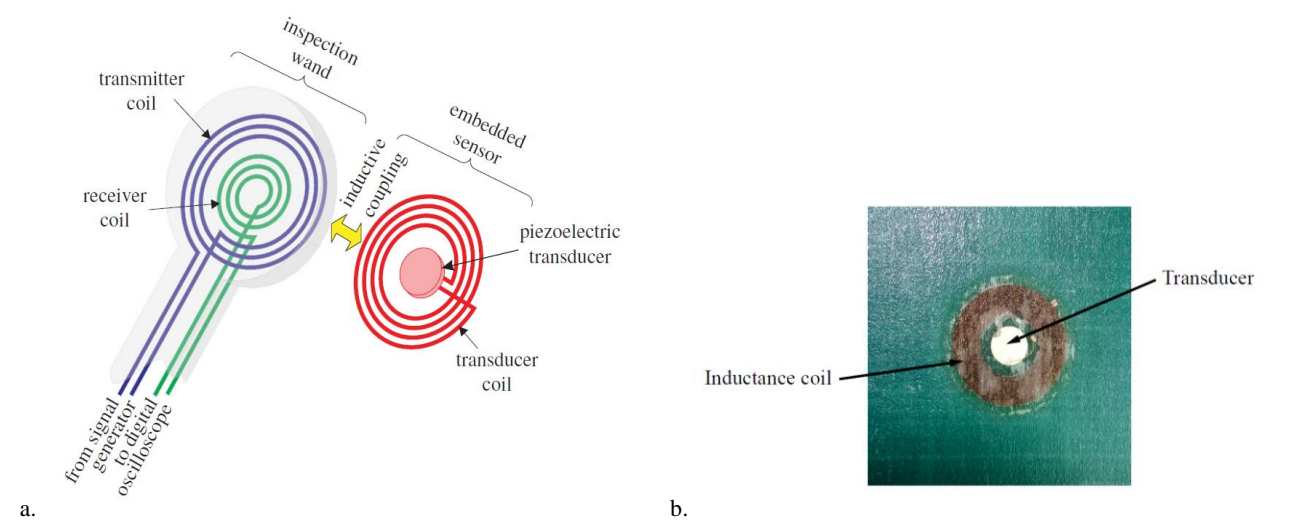 inspection
wand
transmitter
coil
embedded
sensor
receiver
coil
inductive
coupling
piezoelectric
transducer
transducer
coil
from signal
generator
to digital
oscilloscope
a.
Transducer
Inductance coil
b.